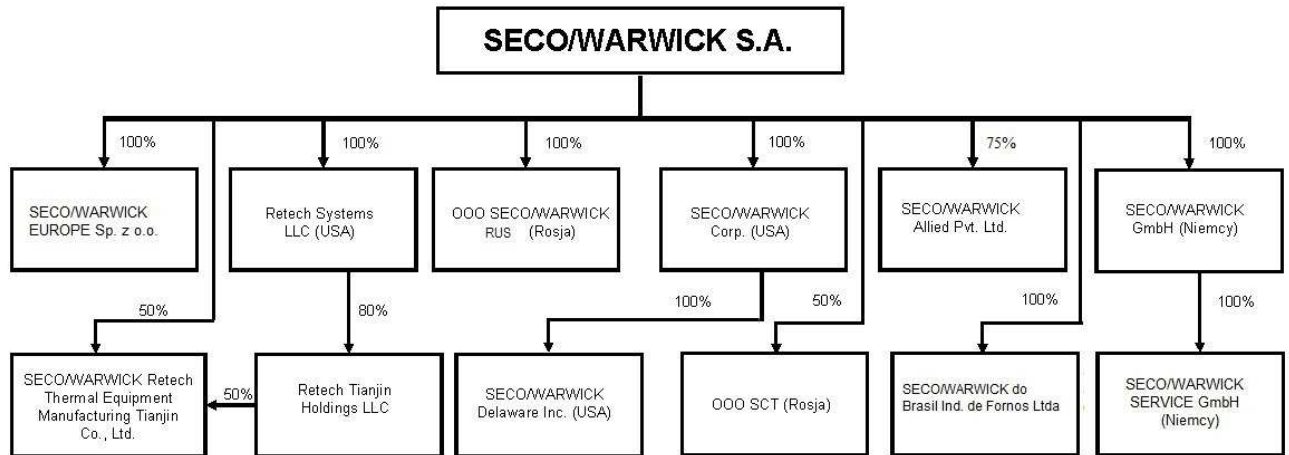 SECO/WARWICK S.A.
100%
100%
100%
100%
75%
100%
SECO/WARWICK
EUROPE Sp. z o.o.
Retech Systems
LLC (USA)
OOO SECO/WARWICK
RUS (Rosja)
SECO/WARWICK
Corp. (USA)
SECO/WARWICK
Allied Pvt. Ltd.
SECO/WARWICK
GmbH (Niemcy)
50%
80%
100%
50%
100%
100%
SECO/WARWICK Retech
Thermal Equipment
Manufacturing Tianjin
Co., Ltd.
50%
Retech Tianjin
Holdings LLC
SECO/WARWICK
Delaware Inc. (USA)
OOO SCT (Rosja)
SECO/WARWICK do
Brasil Ind. de Fornos Ltda
SECO/WARWICK
SERVICE GmbH
(Niemcy)